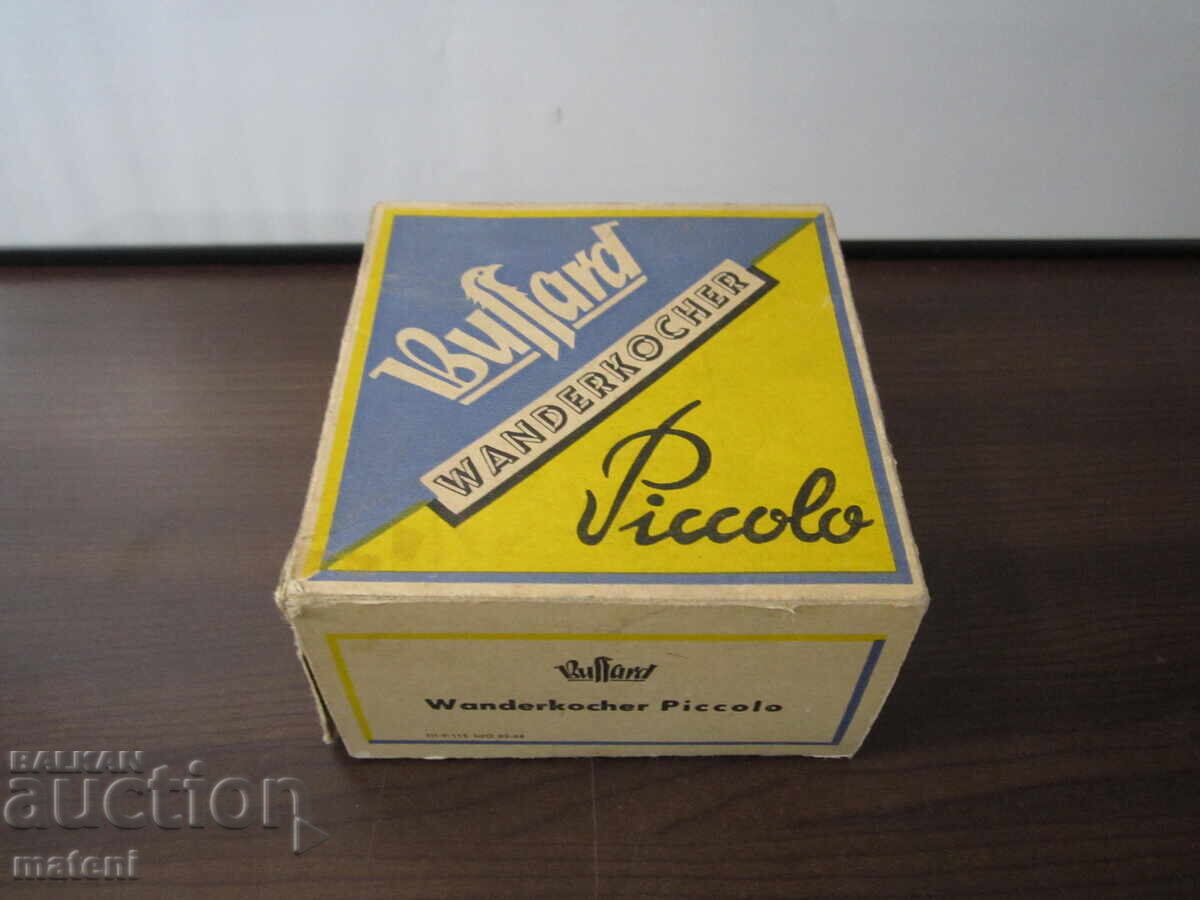 Bussard
WANDERKOCHER
Piccolo
Bussard
Wanderkocher Piccolo
BALKAN
auction
mateni